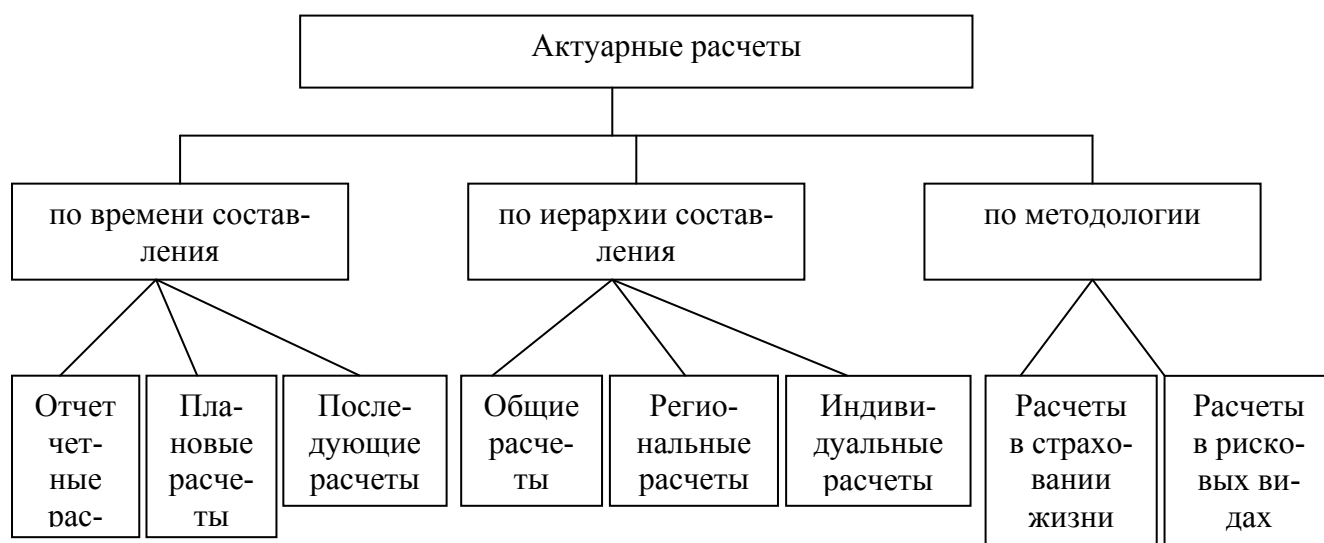 Актуарные расчеты
по времени состав-
ления
по иерархии состав-
ления
по методологии
Отчет
чет-
ные
рас-
Пла-
новые
расче-
ты
После-
дующие
расчеты
Общие
расче-
ты
Регио-
нальные
расчеты
Индиви-
дуальные
расчеты
Расчеты
в страхо-
вании
жизни
Расчеты
в риско-
вых ви-
дах